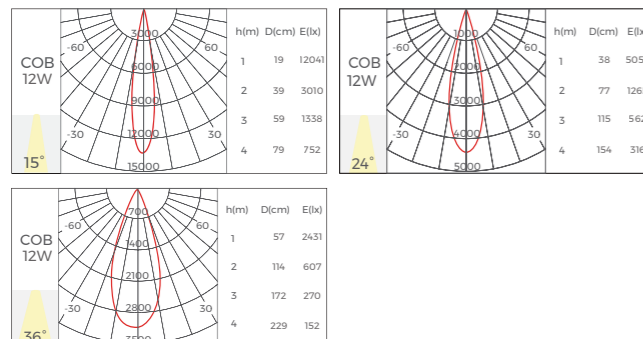 COB
12W
15°
3000
6000
9000
12000
15000
-60
60
-30
30
h(m) D(cm) E(lx)
1 19 12041
2 39 3010
3 59 1338
4 79 752
COB
12W
24°
1000
2000
3000
4000
5000
-60
60
-30
30
h(m) D(cm)
1 38
2 77
3 115 562
4 154 316
COB
12W
36°
700
1400
2100
2800
-60
60
-30
30
h(m) D(cm) E(lx)
1 57 2431
2 114 607
3 172 270
4 229 152